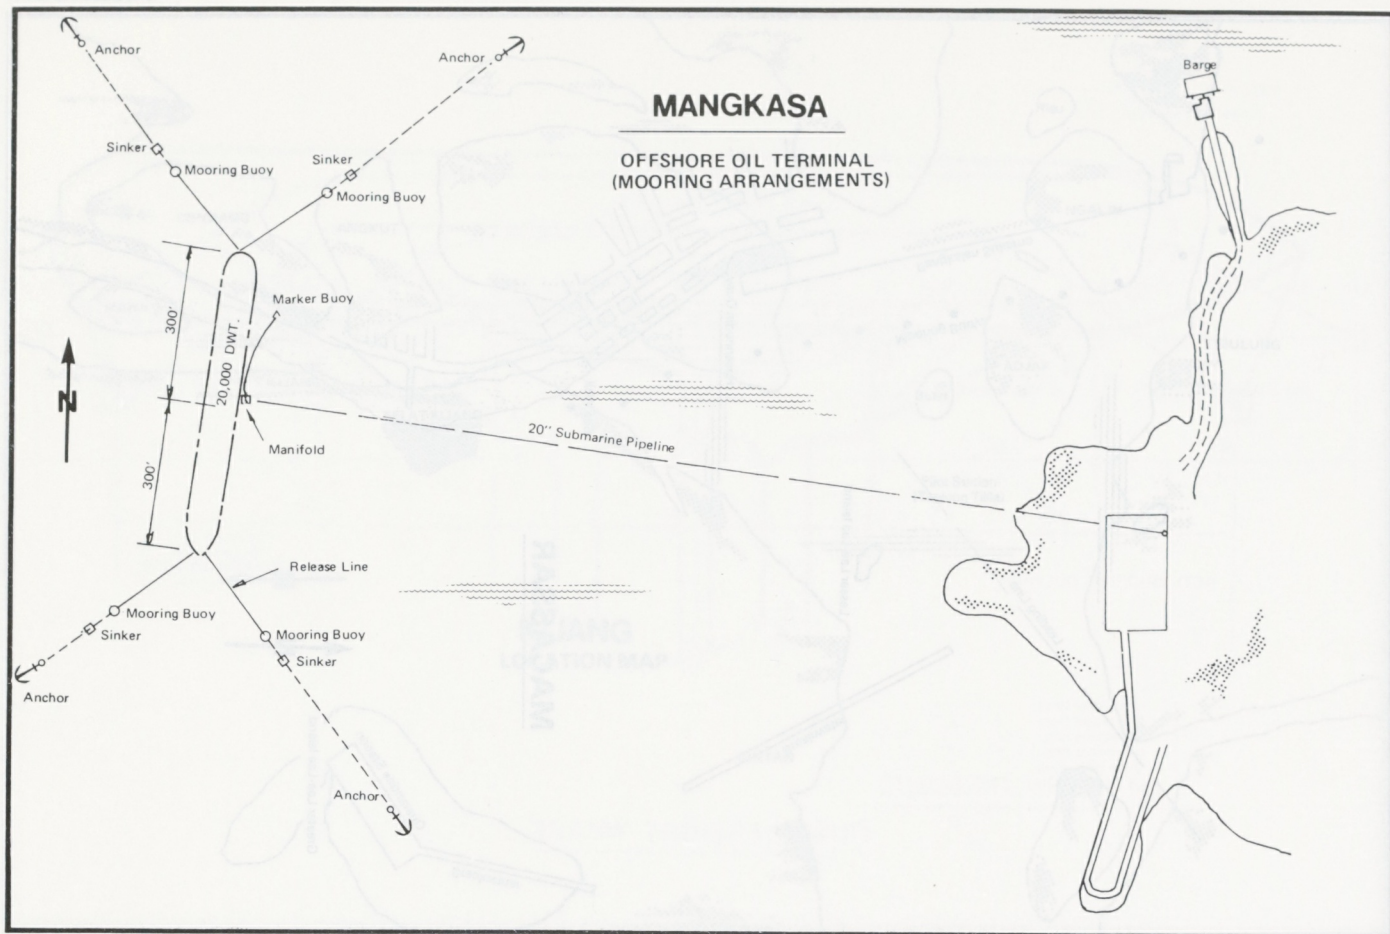 Anchor
Anchor
Barge
MANGKASA
OFFSHORE OIL TERMINAL
(MOORING ARRANGEMENTS)
Sinker
Mooring Buoy
Sinker
Mooring Buoy
Marker Buoy
300'
20,000 DWT.
N
20" Submarine Pipeline
Manifold
300'
Release Line
Mooring Buoy
Sinker
Anchor
Mooring Buoy
Sinker
Anchor